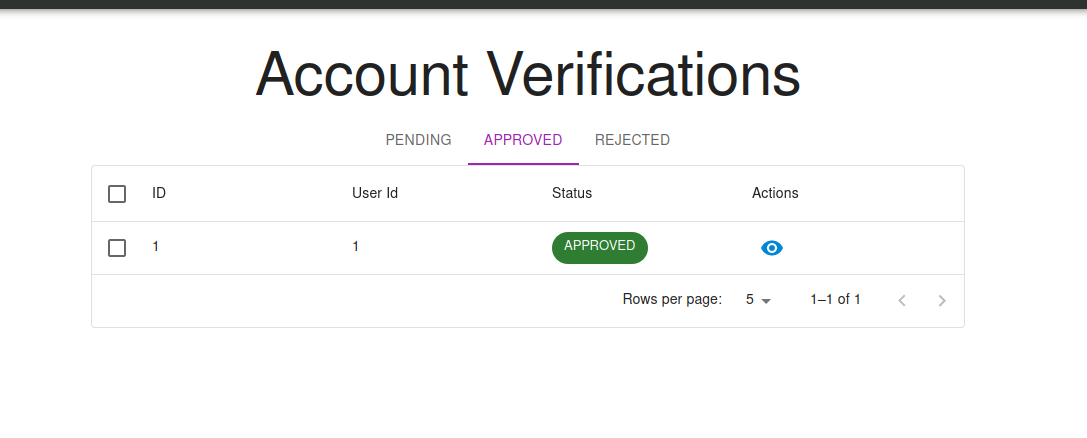 Account Verifications
PENDING APPROVED REJECTED
ID User Id Status Actions
1 1 APPROVED
Rows per page: 5 1–1 of 1